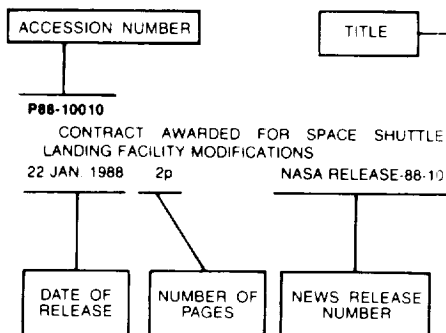 ACCESSION NUMBER
TITLE
P88-10010
CONTRACT AWARDED FOR SPACE SHUTTLE
LANDING FACILITY MODIFICATIONS
22 JAN. 1988 2p NASA RELEASE-88-10
DATE OF
RELEASE
NUMBER OF
PAGES
NEWS RELEASE
NUMBER